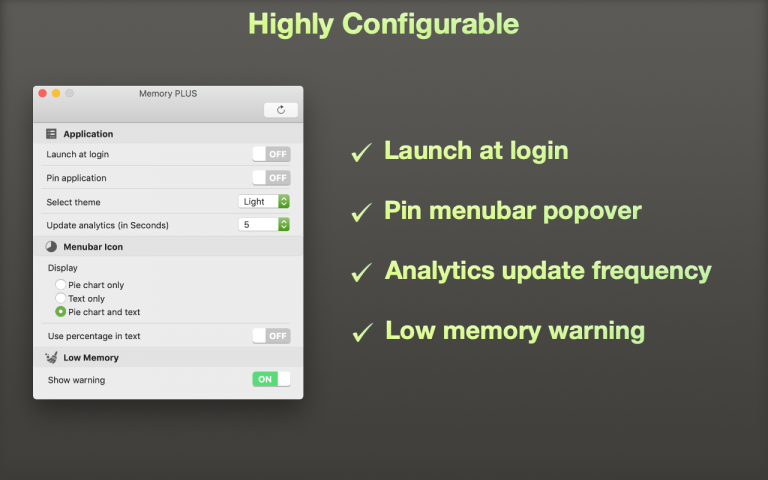 Highly Configurable
Memory PLUS
Application
Launch at login OFF
Pin application OFF
Select theme Light
Update analytics (in Seconds) 5
Menubar Icon
Display
Pie chart only
Text only
Pie chart and text
Use percentage in text OFF
Low Memory
Show warning ON
✓ Launch at login
✓ Pin menubar popover
✓ Analytics update frequency
✓ Low memory warning